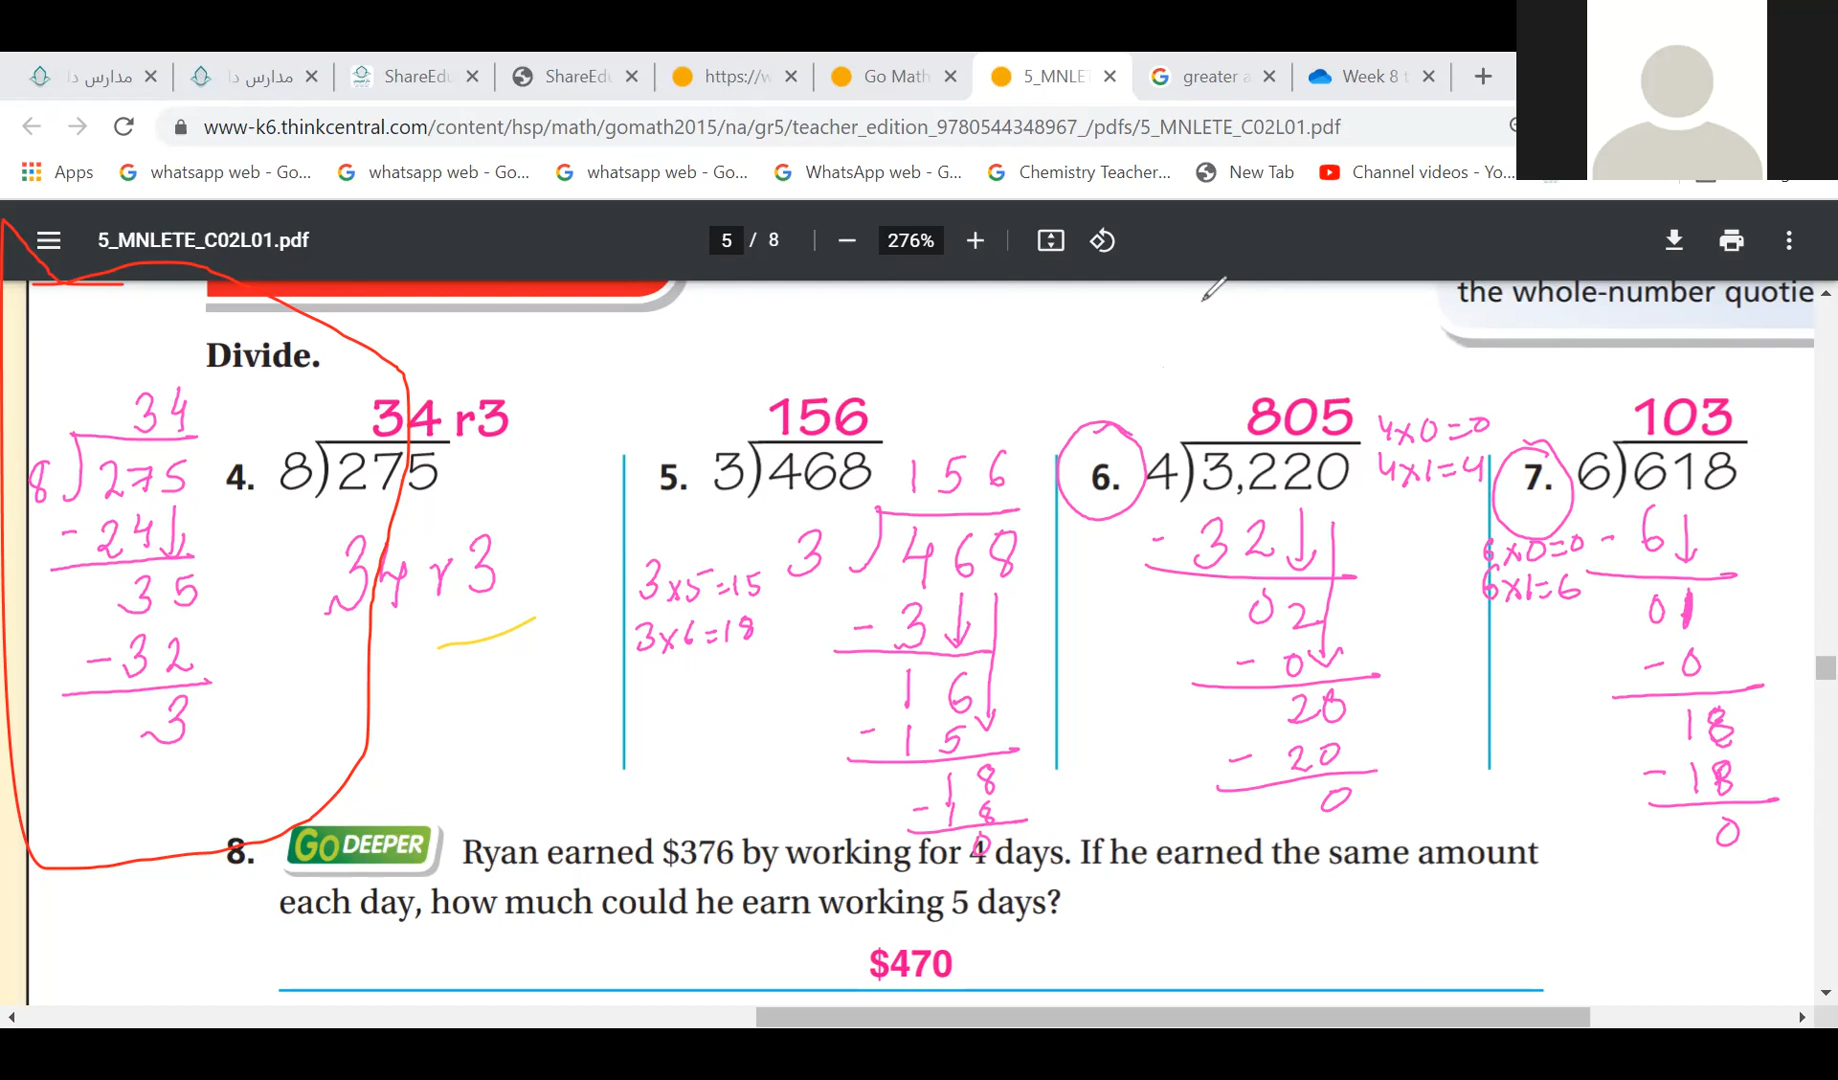 مدارس دا
مدارس دا
ShareEdu
ShareEdu
https://w
Go Math
5_MNLE
greater a
Week 8 t
www-k6.thinkcentral.com/content/hsp/math/gomath2015/na/gr5/teacher_edition_9780544348967_/pdfs/5_MNLETE_C02L01.pdf
Apps
whatsapp web - Go...
whatsapp web - Go...
whatsapp web - Go...
WhatsApp web - G...
Chemistry Teacher...
New Tab
Channel videos - Yo...
5_MNLETE_C02L01.pdf
5 / 8
276%
the whole-number quotie
Divide.
34
8)275
-24
35
-32
3
34 r3
4. 8)275
34 r3
156
5. 3)468
156
3)468
3x5=15
3x6=18
-3
16
-15
18
-18
0
805
6. 4)3,220
4x0=0
4x1=4
-32
02
-0
20
-20
0
103
7. 6)618
6x0=0
6x1=6
-6
01
-0
18
-18
0
8. GO DEEPER Ryan earned $376 by working for 4 days. If he earned the same amount
each day, how much could he earn working 5 days?
$470